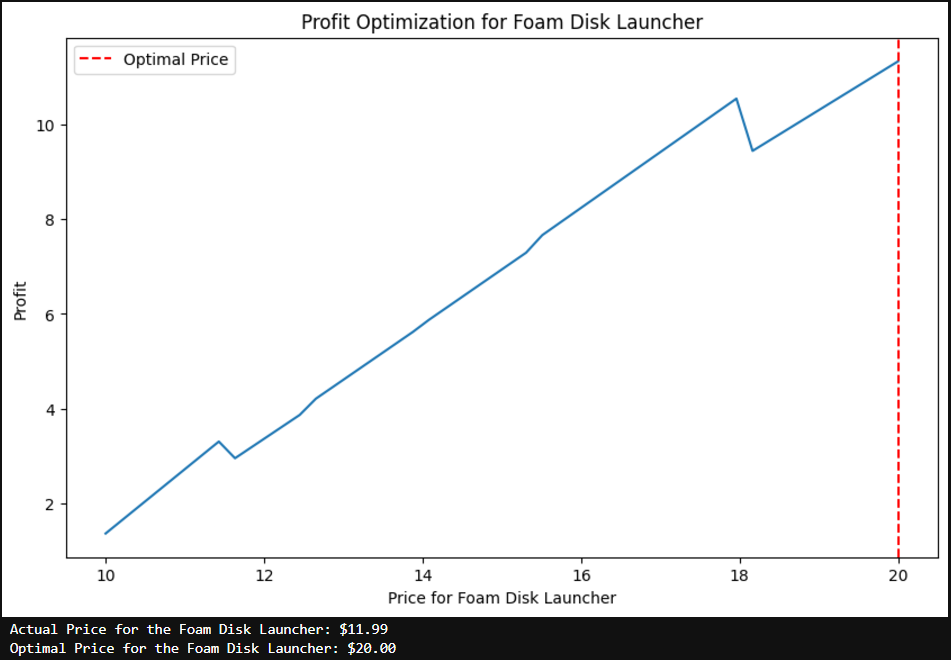 Profit Optimization for Foam Disk Launcher
Optimal Price
10
8
6
4
2
Profit
10 12 14 16 18 20
Price for Foam Disk Launcher
Actual Price for the Foam Disk Launcher: $11.99
Optimal Price for the Foam Disk Launcher: $20.00